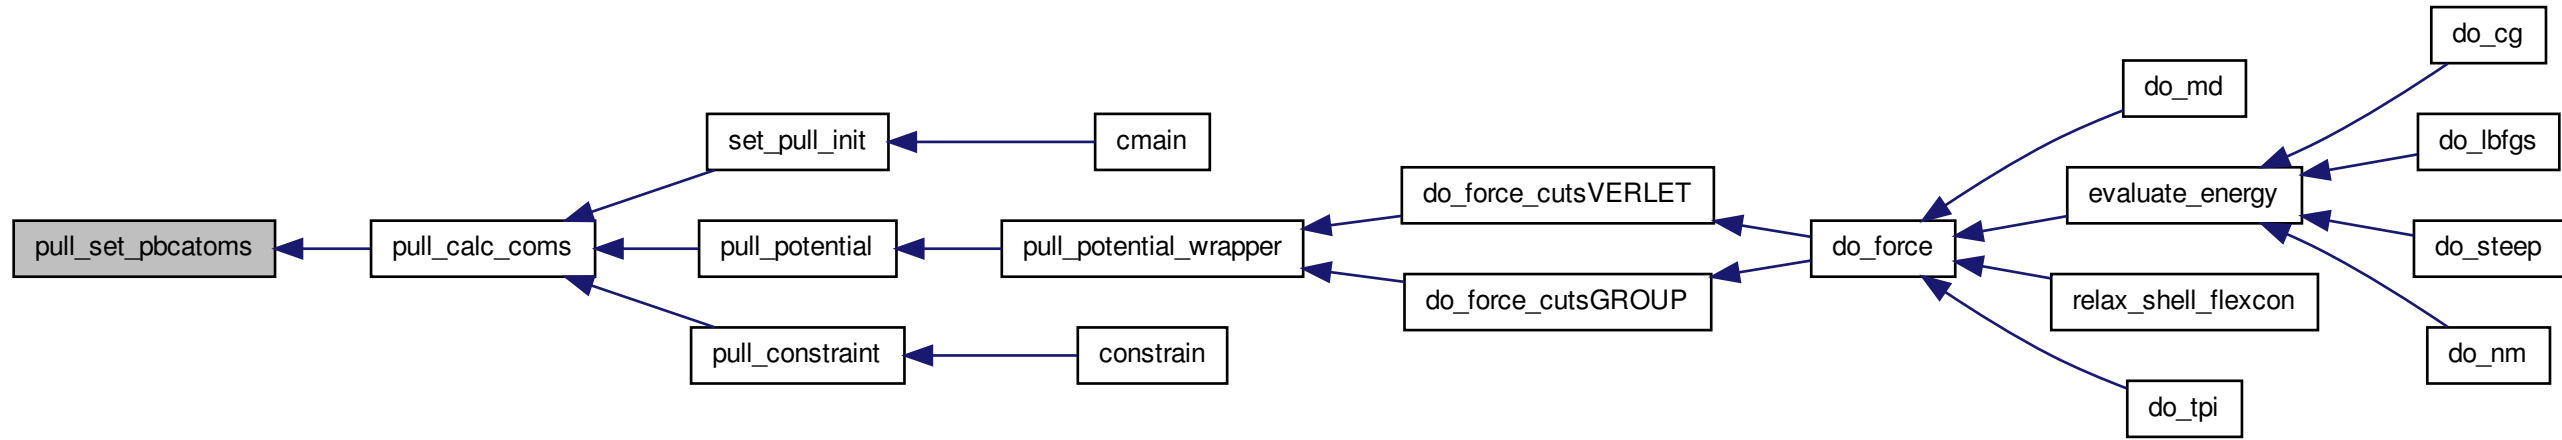 pull_set_pbcatoms
pull_calc_coms
set_pull_init
cmain
pull_potential
pull_potential_wrapper
do_force_cutsVERLET
do_force_cutsGROUP
do_force
do_md
evaluate_energy
do_cg
do_lbfgs
do_steep
do_nm
relax_shell_flexcon
do_tpi
pull_constraint
constrain